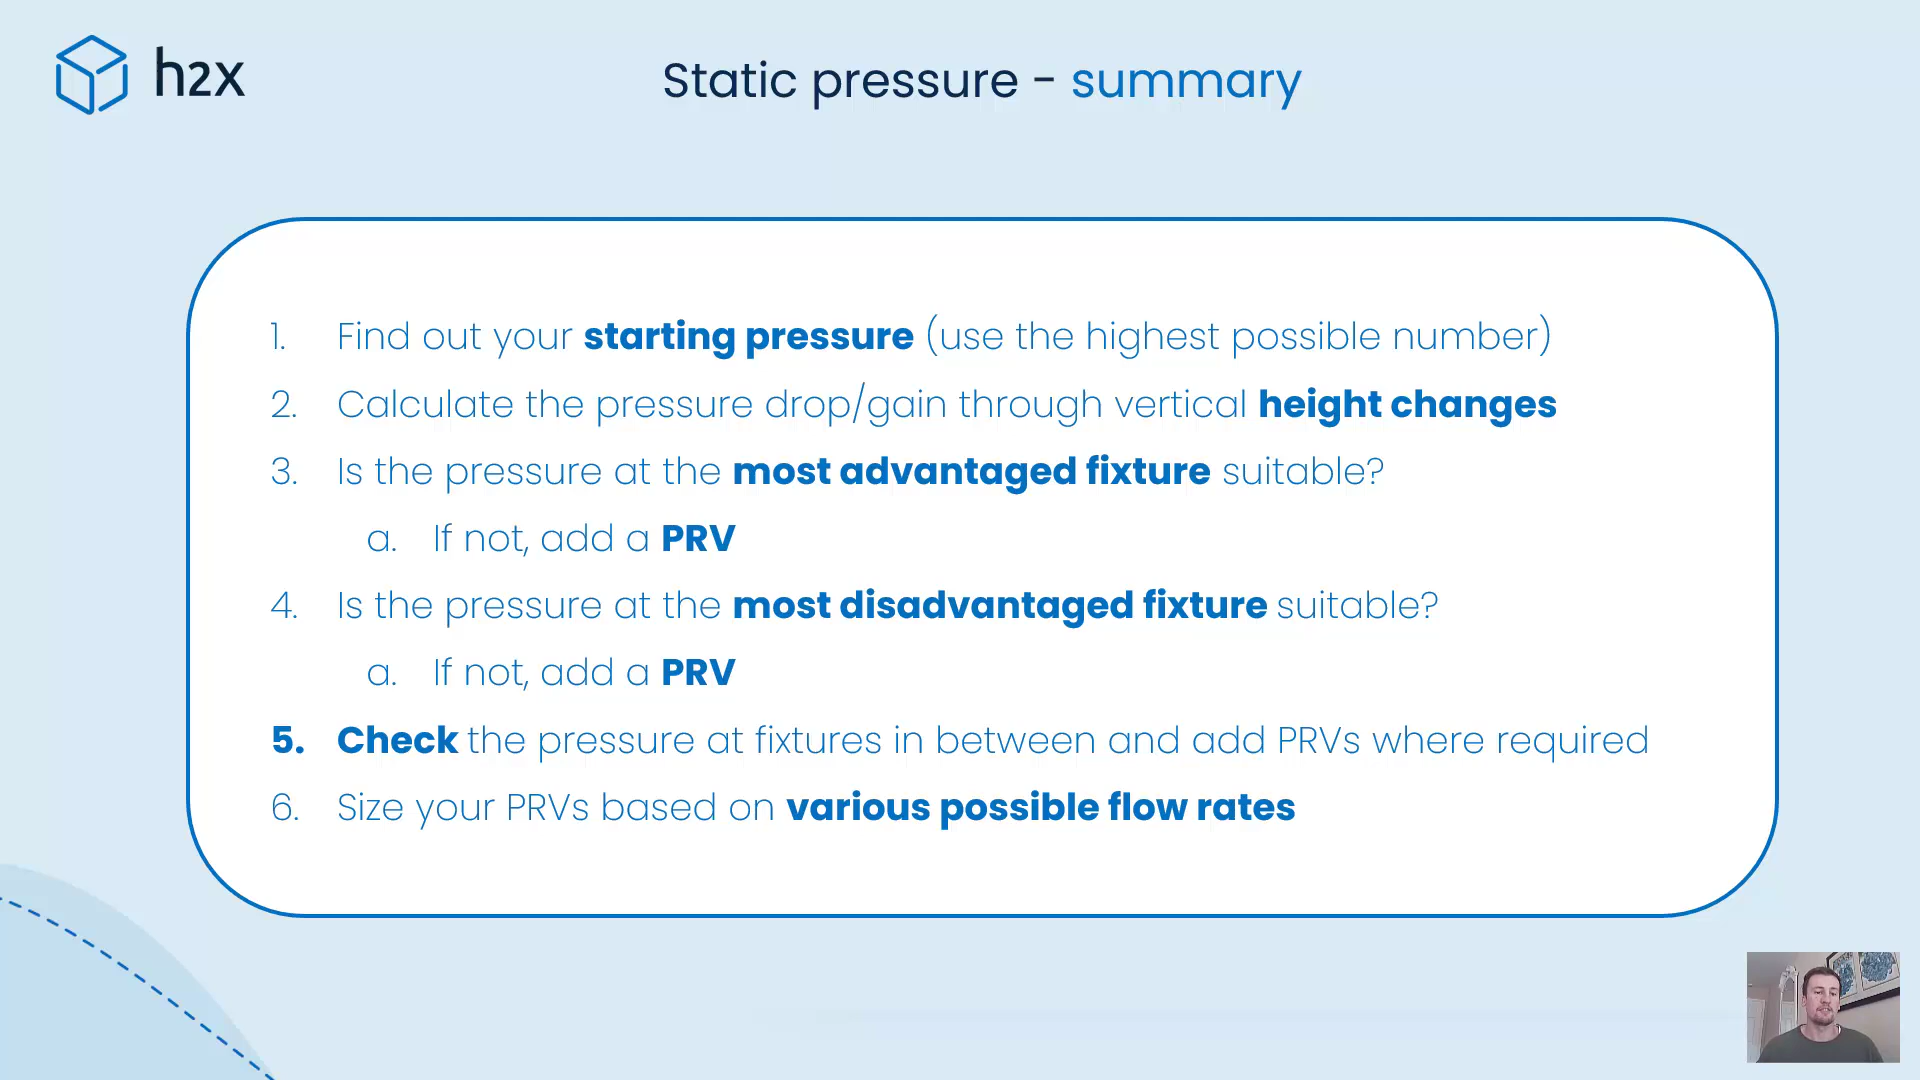 h2x
Static pressure - summary
1. Find out your starting pressure (use the highest possible number)
2. Calculate the pressure drop/gain through vertical height changes
3. Is the pressure at the most advantaged fixture suitable?
a. If not, add a PRV
4. Is the pressure at the most disadvantaged fixture suitable?
a. If not, add a PRV
5. Check the pressure at fixtures in between and add PRVs where required
6. Size your PRVs based on various possible flow rates